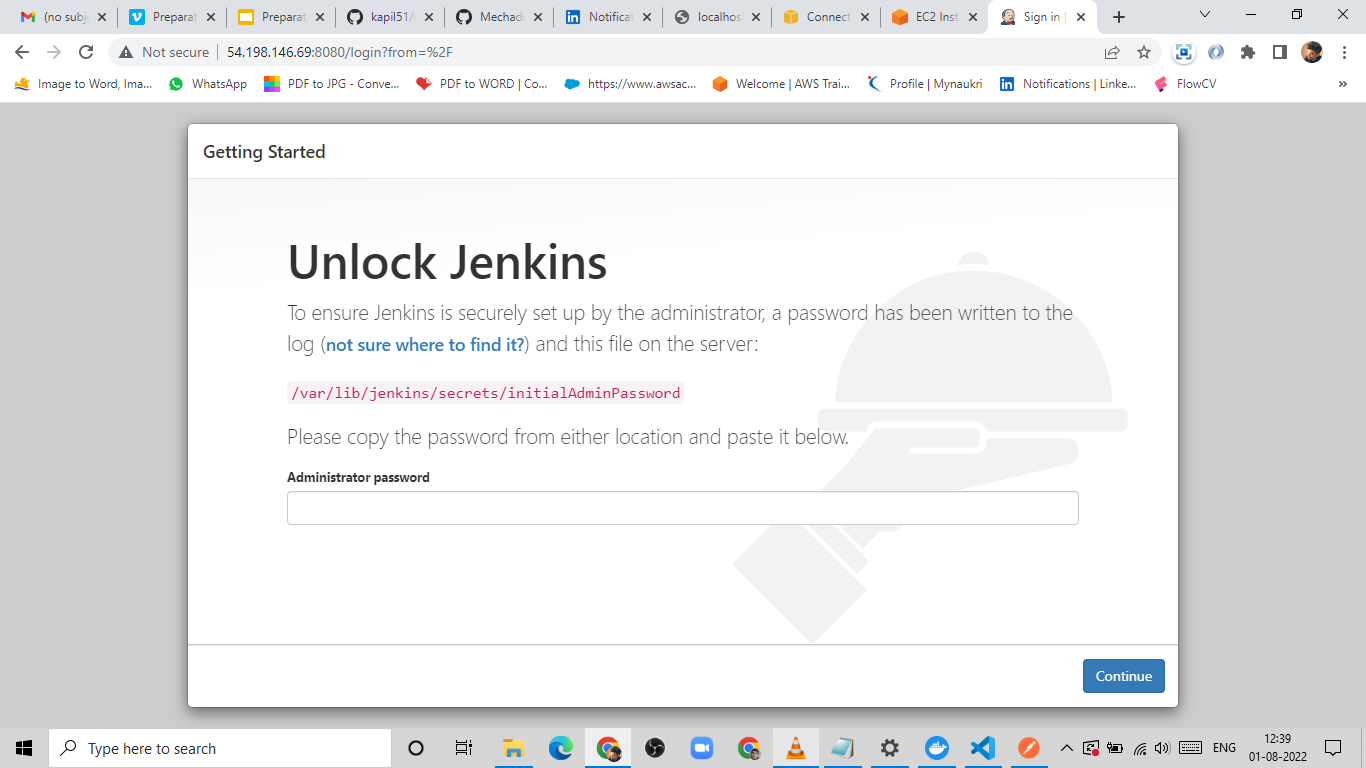 (no subj
Preparat
Preparat
kapil51/
Mechad
Notificat
localhos
Connect
EC2 Inst
Sign in [
Not secure
54.198.146.69:8080/login?from=%2F
Image to Word, Ima...
WhatsApp
PDF to JPG - Conve...
PDF to WORD | Co...
https://www.awsac...
Welcome | AWS Trai...
Profile | Mynaukri
Notifications | Linke...
FlowCV
»
Getting Started
Unlock Jenkins
To ensure Jenkins is securely set up by the administrator, a password has been written to the
log (not sure where to find it?) and this file on the server:
/var/lib/jenkins/secrets/initialAdminPassword
Please copy the password from either location and paste it below.
Administrator password
Continue
Type here to search
ENG
12:39
01-08-2022